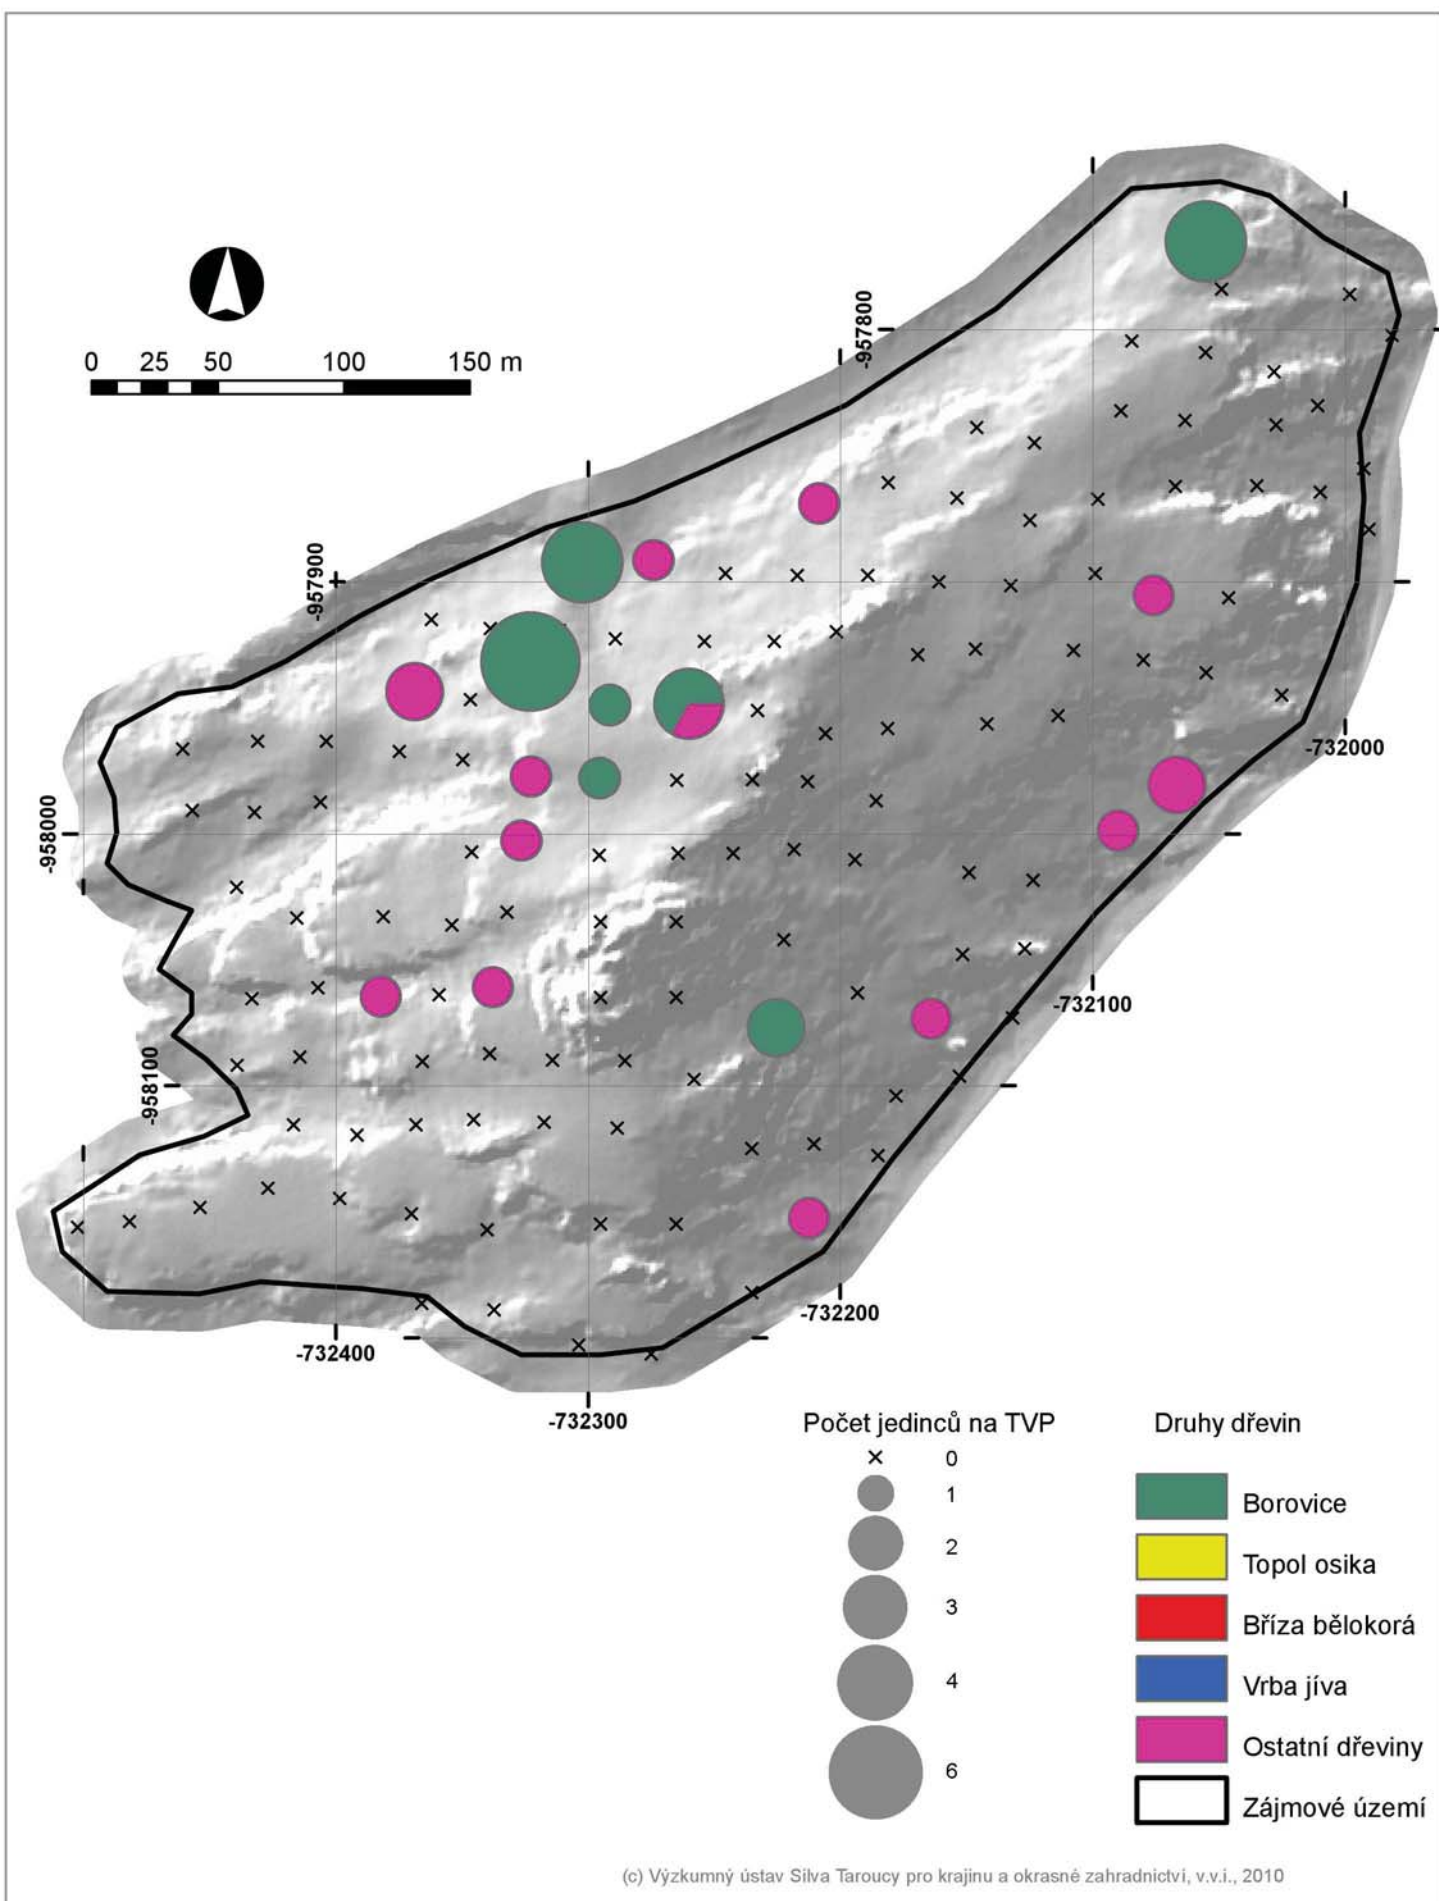 -957800
0 25 50 100 150 m
-957900
-732000
-958000
-732100
-958100
-732200
-732400
-732300
Počet jedinců na TVP
0
1
2
3
4
6
Druhy dřevin
Borovice
Topol osika
Bříza bělokorá
Vrba jíva
Ostatní dřeviny
Zájmové území
(c) Výzkumný ústav Silva Taroucy pro krajinu a okrasné zahradnictví, v.v.i., 2010